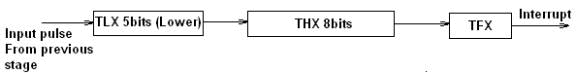 Input pulse
From previous
stage
TLX 5bits (Lower)
THX 8bits
TFX
Interrupt